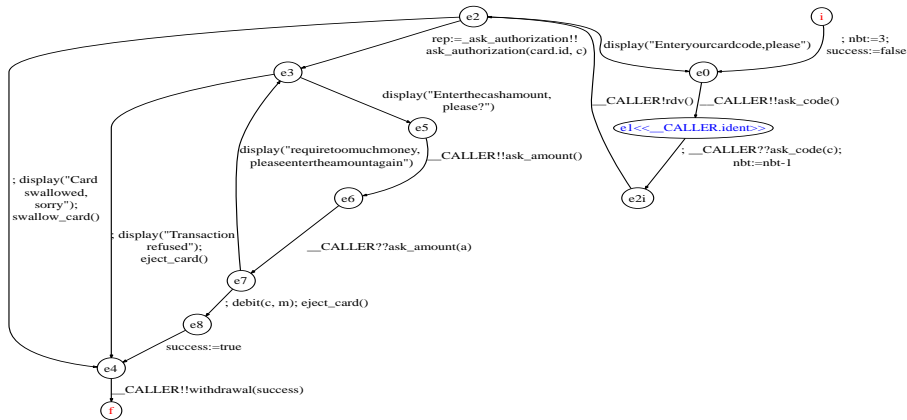 e2
i
rep:=_ask_authorization!!
ask_authorization(card.id, c)
display("Enteryourcardcode,please")
; nbt:=3;
success:=false
e3
e0
display("Enterthecashamount,
please?")
__CALLER!rdv()
__CALLER!!ask_code()
e5
e1<<__CALLER.ident>>
display("requiretoomuchmoney,
pleaseentertheamountagain")
__CALLER!!ask_amount()
; __CALLER??ask_code(c);
nbt:=nbt-1
; display("Card
swallowed,
sorry");
swallow_card()
e6
e2i
; display("Transaction
refused");
eject_card()
__CALLER??ask_amount(a)
e7
; debit(c, m); eject_card()
e8
success:=true
e4
__CALLER!!withdrawal(success)
f